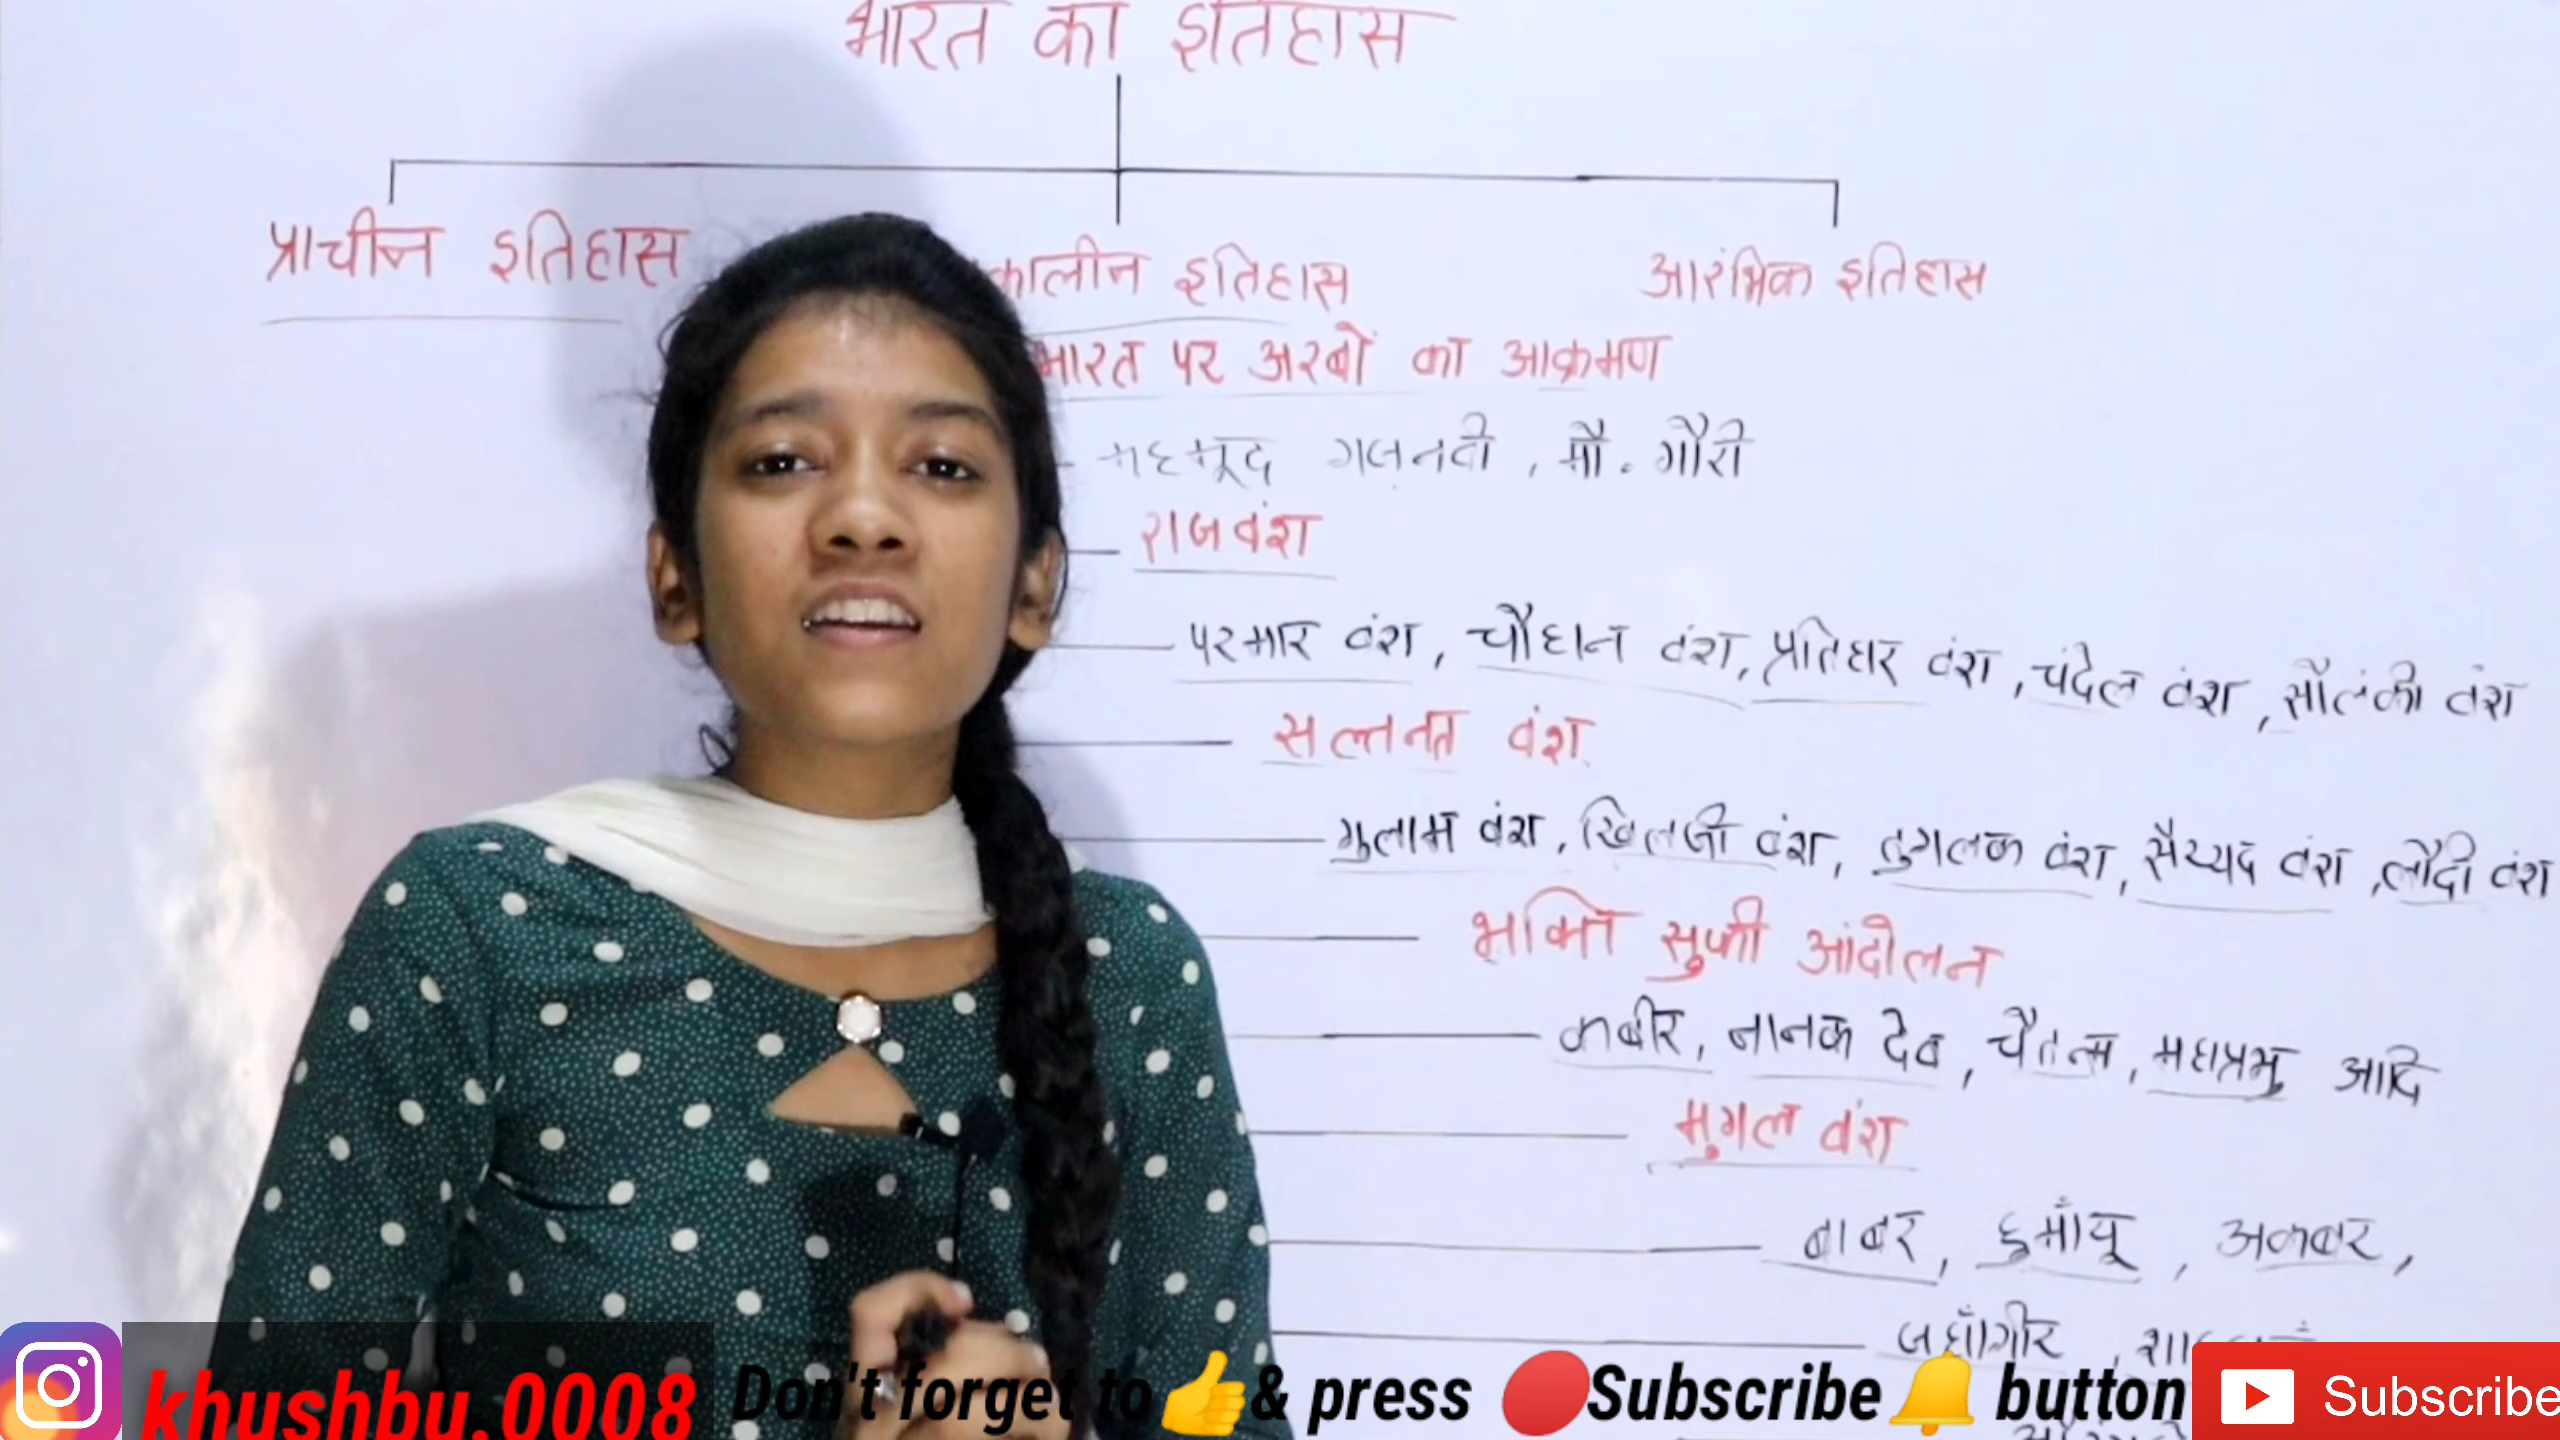 भारत का इतिहास
प्राचीन इतिहास कालीन इतिहास आरंभिक इतिहास
भारत पर अरबों का आक्रमण
महमूद गजनवी, मौ. गौरी
राजवंश
परमार वंश, चौहान वंश, प्रतिहार वंश, चंदेल वंश, सौलंकी वंश
सल्तनत वंश
गुलाम वंश, खिलजी वंश, तुगलक वंश, सैय्यद वंश, लौदी वंश
भक्ति सुफी आंदोलन
कबीर, नानक देव, चैतन्य, महाप्रभु आदि
मुगल वंश
बाबर, हुमाँयू, अकबर,
जहाँगीर,
khushbu.0008 Don't forget to👍& press 🔴Subscribe🔔 button Subscribe